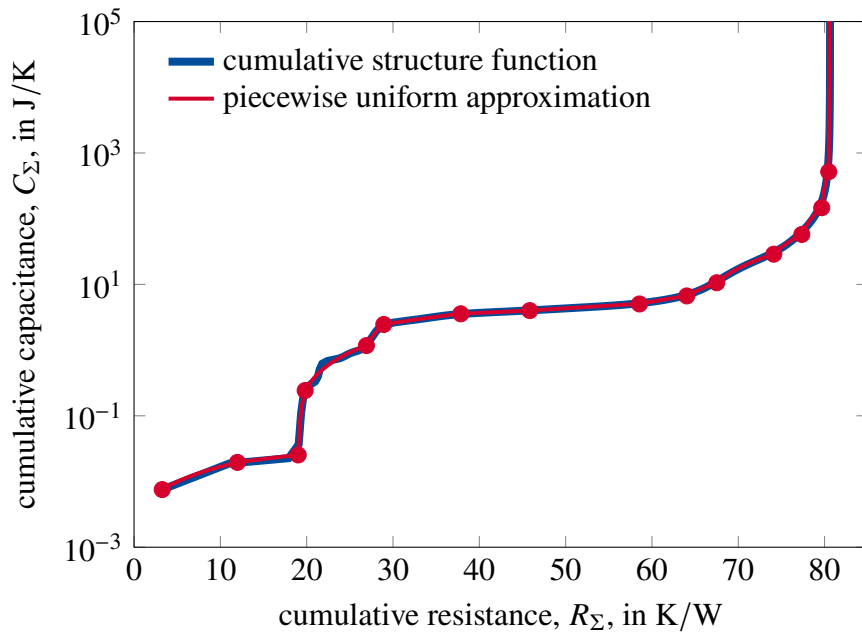 10^5
10^3
10^1
10^−1
10^−3
cumulative capacitance, C_Σ, in J/K
cumulative structure function
piecewise uniform approximation
0 10 20 30 40 50 60 70 80
cumulative resistance, R_Σ, in K/W